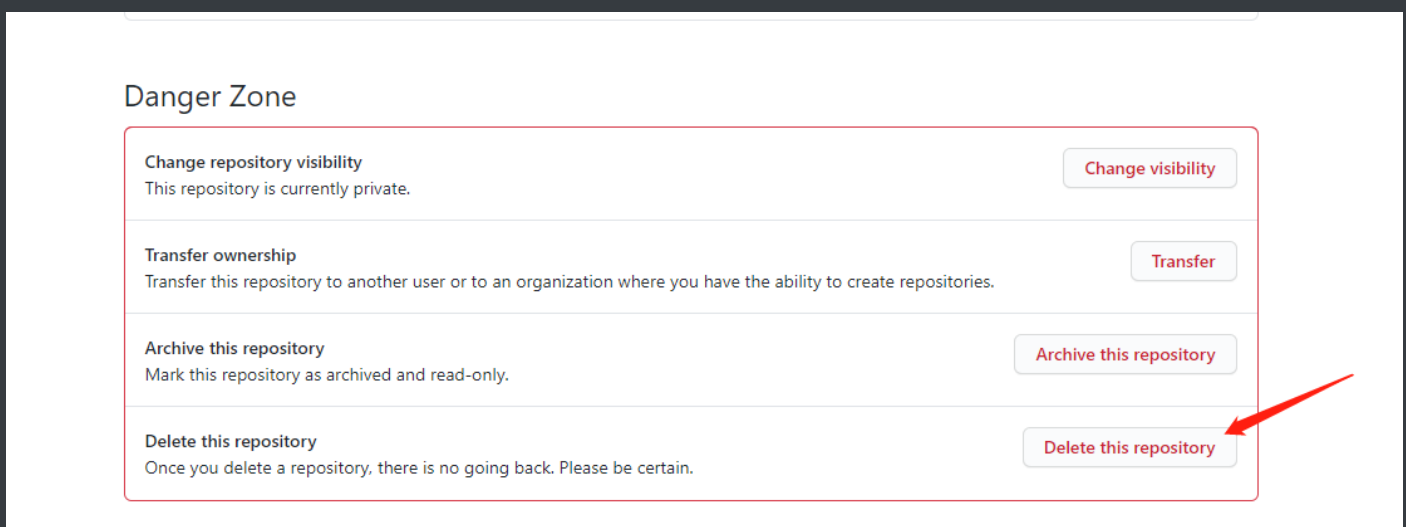 Danger Zone
Change repository visibility
This repository is currently private.
Change visibility
Transfer ownership
Transfer this repository to another user or to an organization where you have the ability to create repositories.
Transfer
Archive this repository
Mark this repository as archived and read-only.
Archive this repository
Delete this repository
Once you delete a repository, there is no going back. Please be certain.
Delete this repository